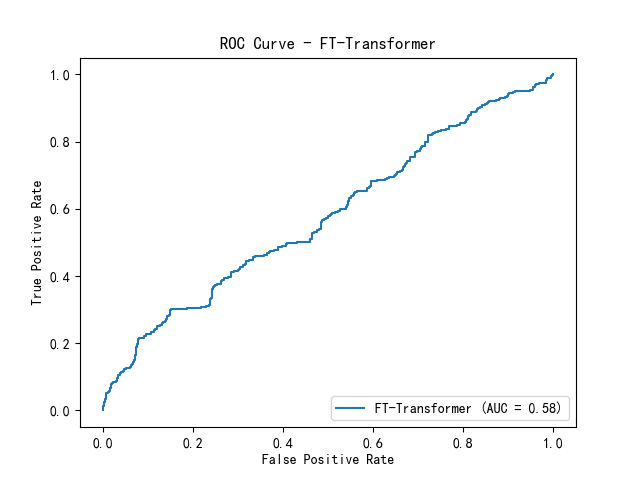 ROC Curve - FT-Transformer
True Positive Rate
1.0
0.8
0.6
0.4
0.2
0.0
FT-Transformer (AUC = 0.58)
0.0 0.2 0.4 0.6 0.8 1.0
False Positive Rate